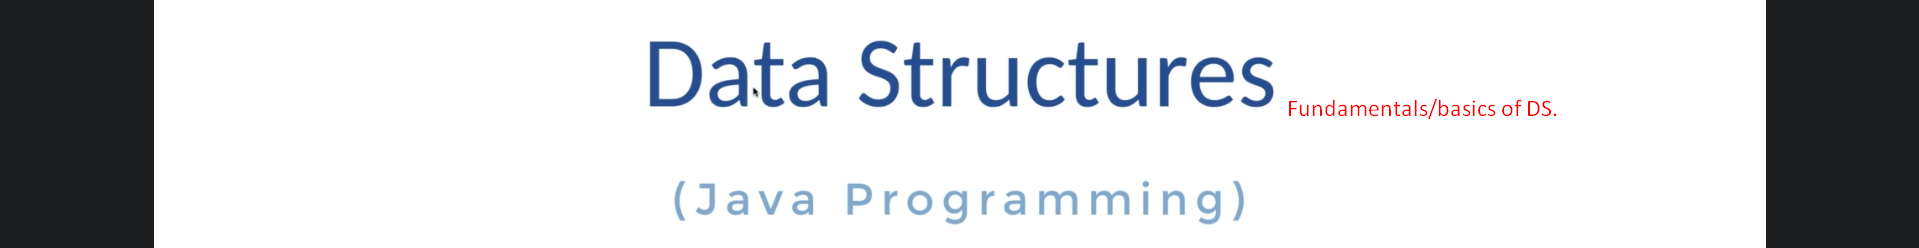 Data Structures
Fundamentals/basics of DS.
(Java Programming)